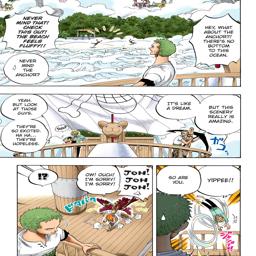 NEVER
MIND THAT!
CHECK
THIS OUT!
THE BEACH
FEELS
FLUFFY!!
HEY, WHAT
ABOUT THE
ANCHOR?
THERE'S NO
BOTTOM
TO THIS
OCEAN.
NEVER
MIND THE
ANCHOR?
YEAH!
BUT LOOK
AT THOSE
GUYS.
THEY'RE
SO EXCITED.
HA HA...
THEY'RE
HOPELESS.
IT'S LIKE
A DREAM.
BUT THIS
SCENERY
REALLY IS
AMAZING.
!?
OW! OUCH!
I'M SORRY!
I'M SORRY!
JOH!
JOH!
JOH!
SO ARE
YOU.
YIPPEE!!